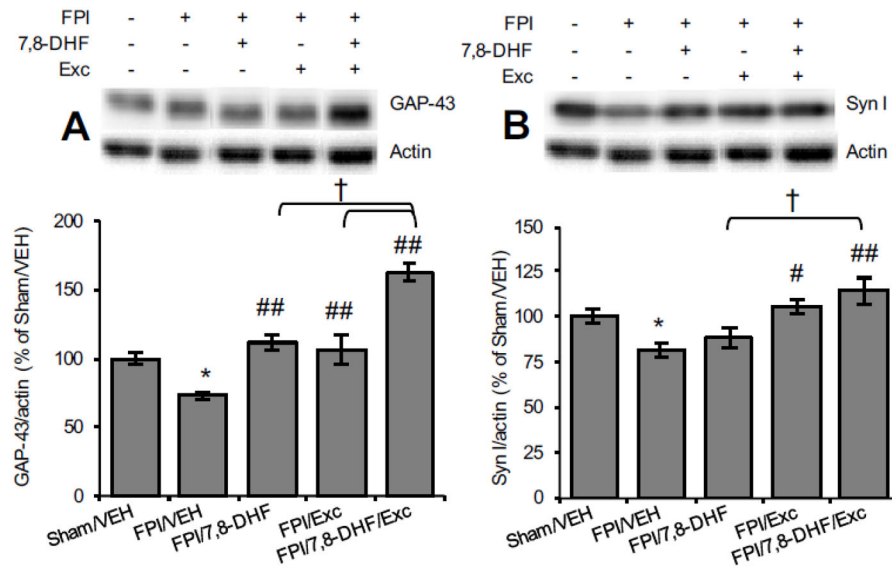 FPI - + + + +
7,8-DHF - - + - +
Exc - - - + +
GAP-43
A
Actin
†
GAP-43/actin (% of Sham/VEH)
200
150
100
50
0
*
##
##
##
Sham/VEH
FPI/VEH
FPI/7,8-DHF
FPI/Exc
FPI/7,8-DHF/Exc
FPI - + + + +
7,8-DHF - - + - +
Exc - - - + +
Syn I
B
Actin
†
Syn I/actin (% of Sham/VEH)
150
125
100
75
50
25
0
*
#
##
Sham/VEH
FPI/VEH
FPI/7,8-DHF
FPI/Exc
FPI/7,8-DHF/Exc